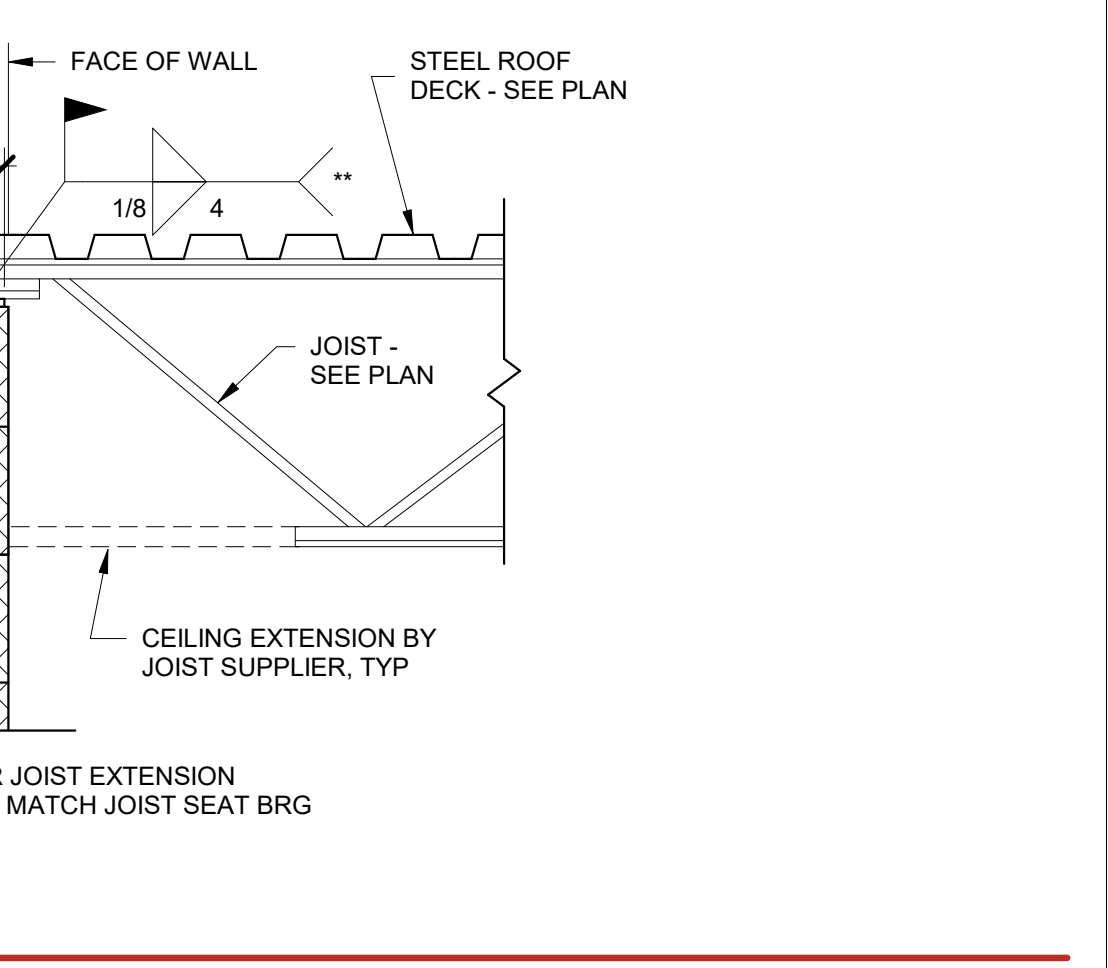 FACE OF WALL
STEEL ROOF
DECK - SEE PLAN
**
1/8 4
JOIST -
SEE PLAN
CEILING EXTENSION BY
JOIST SUPPLIER, TYP
R JOIST EXTENSION
MATCH JOIST SEAT BRG